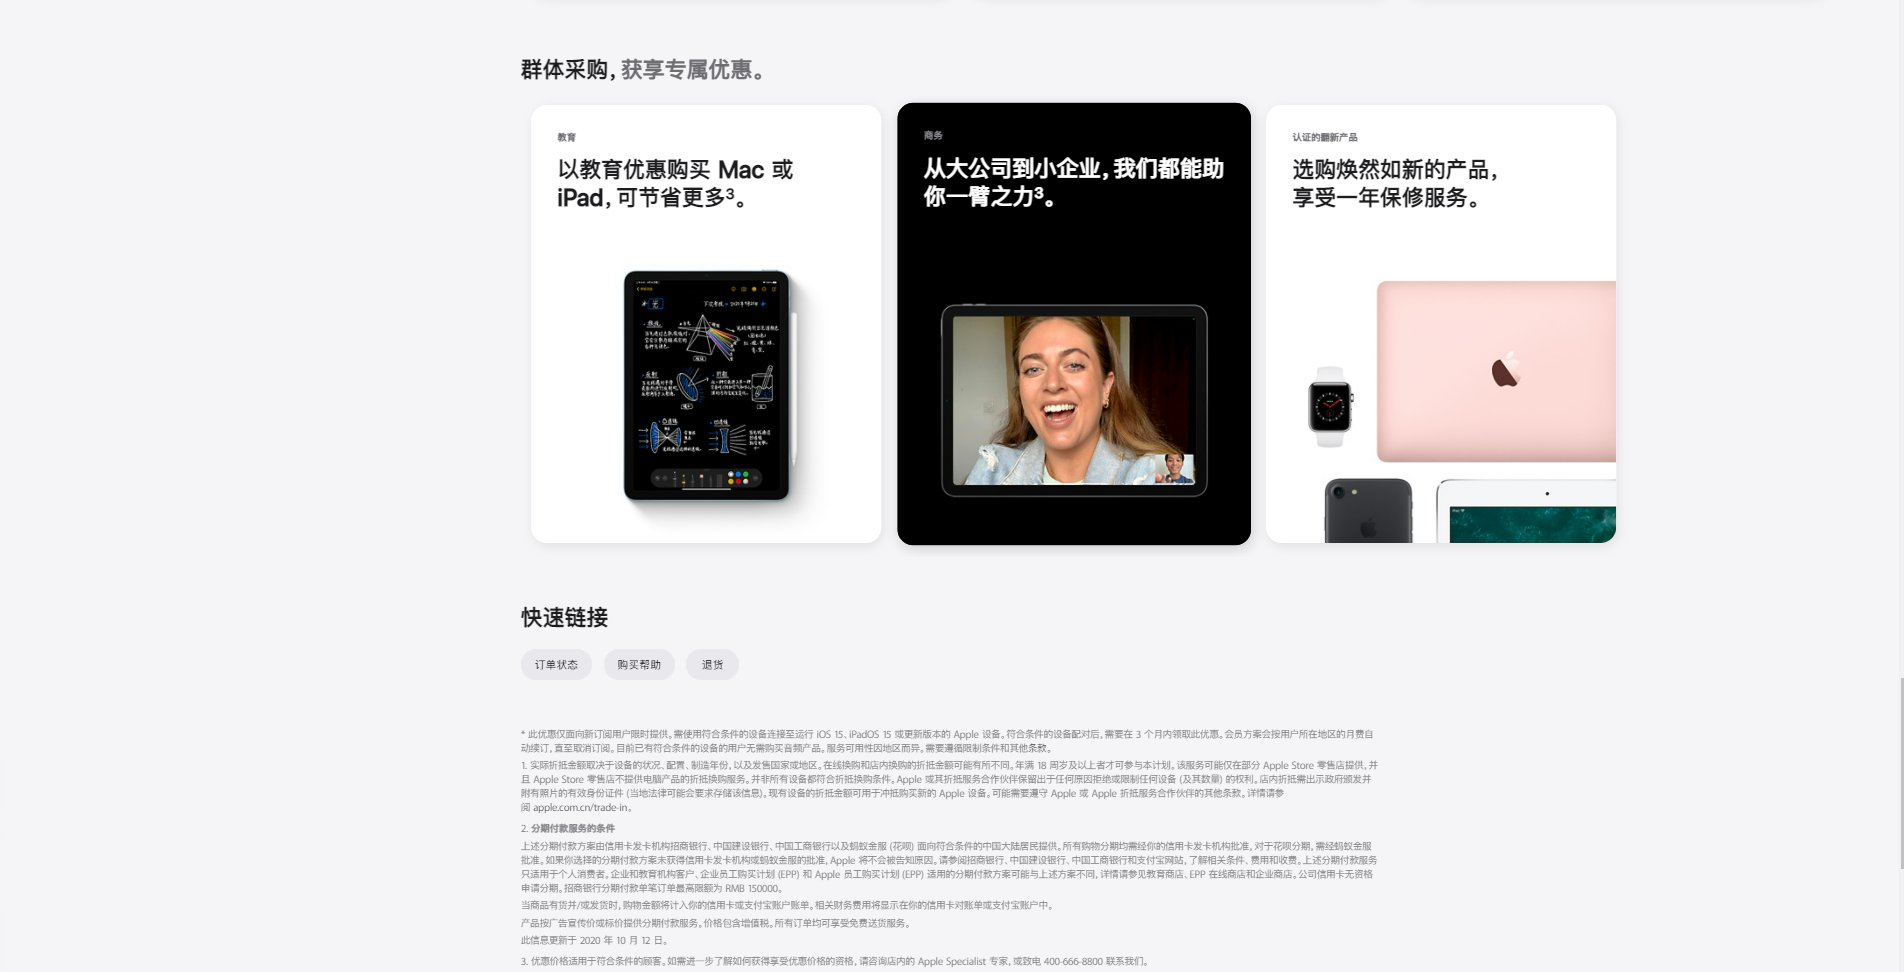 群体采购，获享专属优惠。
教育
以教育优惠购买 Mac 或
iPad，可节省更多³。
商务
从大公司到小企业，我们都能助
你一臂之力³。
认证的翻新产品
选购焕然如新的产品，
享受一年保修服务。
快速链接
订单状态
购买帮助
退货
* 此优惠仅面向新订阅用户限时提供。需使用符合条件的设备连接至运行 iOS 15、iPadOS 15 或更新版本的 Apple 设备。符合条件的设备配对后，需要在 3 个月内领取此优惠。会员方案会按用户所在地区的月费自
动续订，直至取消订阅。目前已有符合条件的设备的用户无需购买音频产品。服务可用性因地区而异。需要遵循限制条件和其他条款。
1. 实际折抵金额取决于设备的状况、配置、制造年份，以及发售国家或地区。在线换购和店内换购的折抵金额可能有所不同。年满 18 周岁及以上者才可参与本计划。该服务可能仅在部分 Apple Store 零售店提供，并
且 Apple Store 零售店不提供电脑产品的折抵换购服务。并非所有设备都符合折抵换购条件。Apple 或其折抵服务合作伙伴保留出于任何原因拒绝或限制任何设备 (及其数量) 的权利。店内折抵需出示政府颁发并
附有照片的有效身份证件 (当地法律可能会要求存储该信息)。现有设备的折抵金额可用于冲抵购买新的 Apple 设备。可能需要遵守 Apple 或 Apple 折抵服务合作伙伴的其他条款。详情请参
阅 apple.com.cn/trade-in。
2. 分期付款服务的条件
上述分期付款方案由信用卡发卡机构招商银行、中国建设银行、中国工商银行以及蚂蚁金服 (花呗) 面向符合条件的中国大陆居民提供。所有购物分期均需经你的信用卡发卡机构批准，对于花呗分期，需经蚂蚁金服
批准。如果你选择的分期付款方案未获得信用卡发卡机构或蚂蚁金服的批准，Apple 将不会被告知原因。请参阅招商银行、中国建设银行、中国工商银行和支付宝网站，了解相关条件、费用和收费。上述分期付款服务
只适用于个人消费者。企业和教育机构客户、企业员工购买计划 (EPP) 和 Apple 员工购买计划 (EPP) 适用的分期付款方案可能与上述方案不同，详情请参见教育商店、EPP 在线商店和企业商店。公司信用卡无资格
申请分期。招商银行分期付款单笔订单最高限额为 RMB 150000。
当商品有货并/或发货时，购物金额将计入你的信用卡或支付宝账户账单。相关财务费用将显示在你的信用卡对账单或支付宝账户中。
产品按广告宣传价或标价提供分期付款服务。价格包含增值税。所有订单均可享受免费送货服务。
此信息更新于 2020 年 10 月 12 日。
3. 优惠价格适用于符合条件的顾客。如需进一步了解如何获得享受优惠价格的资格，请咨询店内的 Apple Specialist 专家，或致电 400-666-8800 联系我们。